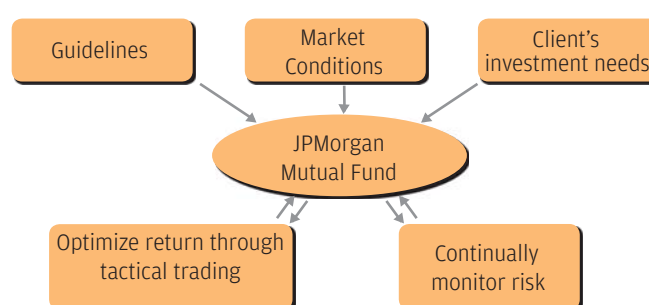 Guidelines
Market
Conditions
Client's
investment needs
JPMorgan
Mutual Fund
Optimize return through
tactical trading
Continually
monitor risk